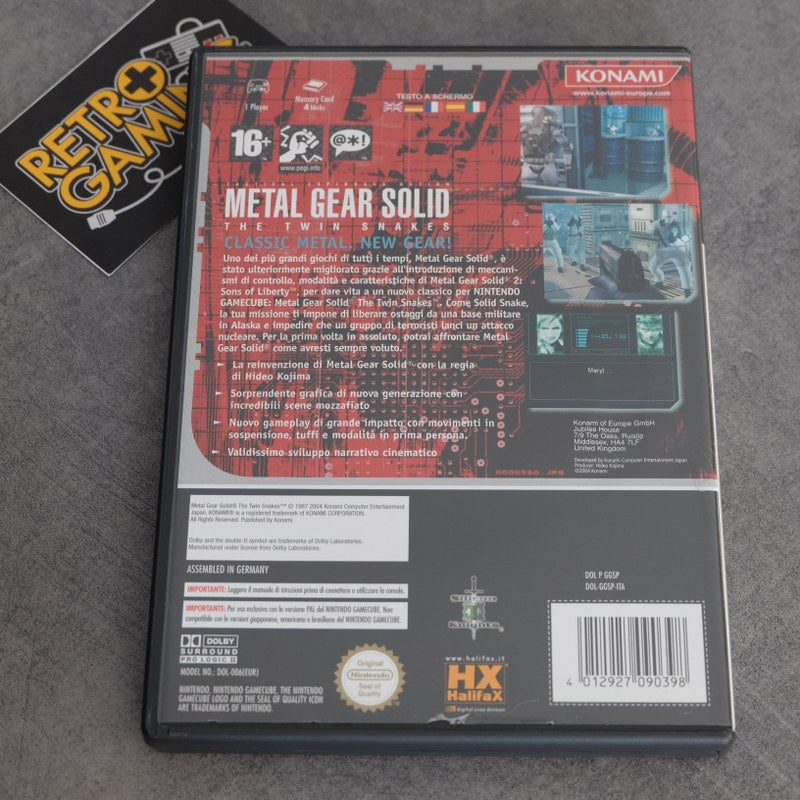 RETRO
GAMING
1 Player
Memory Card
4 blocks
TESTO A SCHERMO
KONAMI
www.konami-europe.com
16+
www.pegi.info
@*!
TACTICAL ESPIONAGE ACTION
METAL GEAR SOLID
THE TWIN SNAKES
CLASSIC METAL, NEW GEAR!
Uno dei più grandi giochi di tutti i tempi, Metal Gear Solid®, è
stato ulteriormente migliorato grazie all'introduzione di meccani-
smi di controllo, modalità e caratteristiche di Metal Gear Solid® 2:
Sons of Liberty™, per dare vita a un nuovo classico per NINTENDO
GAMECUBE: Metal Gear Solid® The Twin Snakes™. Come Solid Snake,
la tua missione ti impone di liberare ostaggi da una base militare
in Alaska e impedire che un gruppo di terroristi lanci un attacco
nucleare. Per la prima volta in assoluto, potrai affrontare Metal
Gear Solid® come avresti sempre voluto.
La reinvenzione di Metal Gear Solid® con la regia
di Hideo Kojima
Sorprendente grafica di nuova generazione con
incredibili scene mozzafiato
Nuovo gameplay di grande impatto con movimenti in
sospensione, tuffi e modalità in prima persona.
Validissimo sviluppo narrativo cinematico
Meryl...
Konami of Europe GmbH
Jubilee House
7/9 The Oaks, Ruislip
Middlesex, HA4 7LF
United Kingdom
Developed by Konami Computer Entertainment Japan
Producer: Hideo Kojima
©2004 Konami
Metal Gear Solid® The Twin Snakes™ © 1987 2004 Konami Computer Entertainment
Japan. KONAMI® is a registered trademark of KONAMI CORPORATION.
All Rights Reserved. Published by Konami.
Dolby and the double-D symbol are trademarks of Dolby Laboratories.
Manufactured under license from Dolby Laboratories.
ASSEMBLED IN GERMANY
IMPORTANTE: Leggere il manuale di istruzioni prima di connettere o utilizzare la console.
IMPORTANTE: Per uso esclusivo con la versione PAL del NINTENDO GAMECUBE. Non
compatibile con le versioni giapponese, americana o brasiliana del NINTENDO GAMECUBE.
DOLBY
SURROUND
PRO LOGIC II
MODEL NO.: DOL-006(EUR)
NINTENDO, NINTENDO GAMECUBE, THE NINTENDO
GAMECUBE LOGO AND THE SEAL OF QUALITY ICON
ARE TRADEMARKS OF NINTENDO.
Original
Nintendo
Seal of
Quality
Silicon
Knights
www.halifax.it
HX
HalifaX
digital bros division
DOL P GGSP
DOL-GGSP-ITA
4 012927 090398